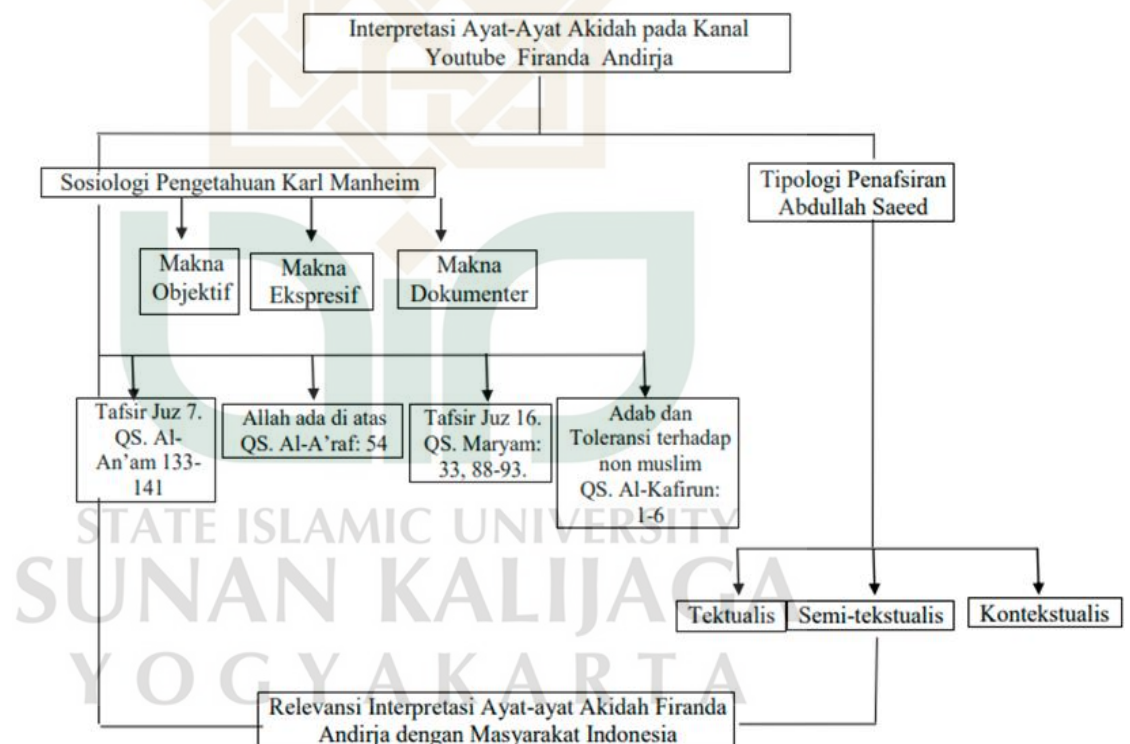 Interpretasi Ayat-Ayat Akidah pada Kanal
Youtube Firanda Andirja
Sosiologi Pengetahuan Karl Manheim
Tipologi Penafsiran
Abdullah Saeed
Makna
Objektif
Makna
Ekspresif
Makna
Dokumenter
Tafsir Juz 7.
QS. Al-
An’am 133-
141
Allah ada di atas
QS. Al-A’raf: 54
Tafsir Juz 16.
QS. Maryam:
33, 88-93.
Adab dan
Toleransi terhadap
non muslim
QS. Al-Kafirun:
1-6
STATE ISLAMIC UNIVERSITY
SUNAN KALIJAGA
YOGYAKARTA
Tektualis
Semi-tekstualis
Kontekstualis
Relevansi Interpretasi Ayat-ayat Akidah Firanda
Andirja dengan Masyarakat Indonesia